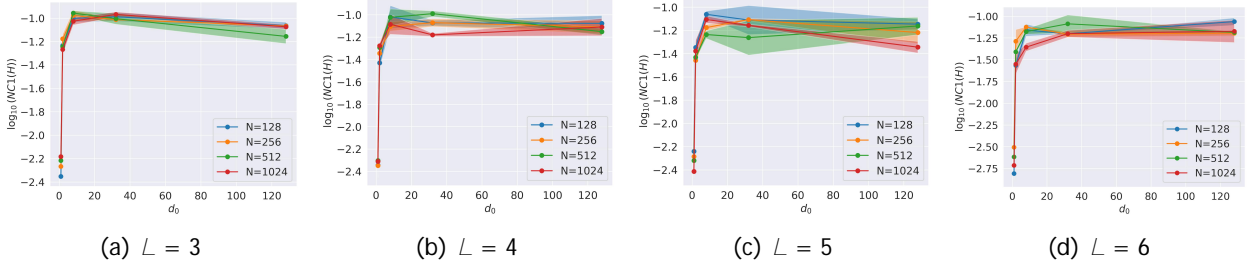 −1.0
−1.2
−1.4
−1.6
−1.8
−2.0
−2.2
−2.4
log₁₀(NC1(H))
0 20 40 60 80 100 120
d₀
N=128
N=256
N=512
N=1024
(a) L = 3
−1.0
−1.2
−1.4
−1.6
−1.8
−2.0
−2.2
−2.4
log₁₀(NC1(H))
0 20 40 60 80 100 120
d₀
N=128
N=256
N=512
N=1024
(b) L = 4
−1.0
−1.2
−1.4
−1.6
−1.8
−2.0
−2.2
−2.4
log₁₀(NC1(H))
0 20 40 60 80 100 120
d₀
N=128
N=256
N=512
N=1024
(c) L = 5
−1.00
−1.25
−1.50
−1.75
−2.00
−2.25
−2.50
−2.75
log₁₀(NC1(H))
0 20 40 60 80 100 120
d₀
N=128
N=256
N=512
N=1024
(d) L = 6